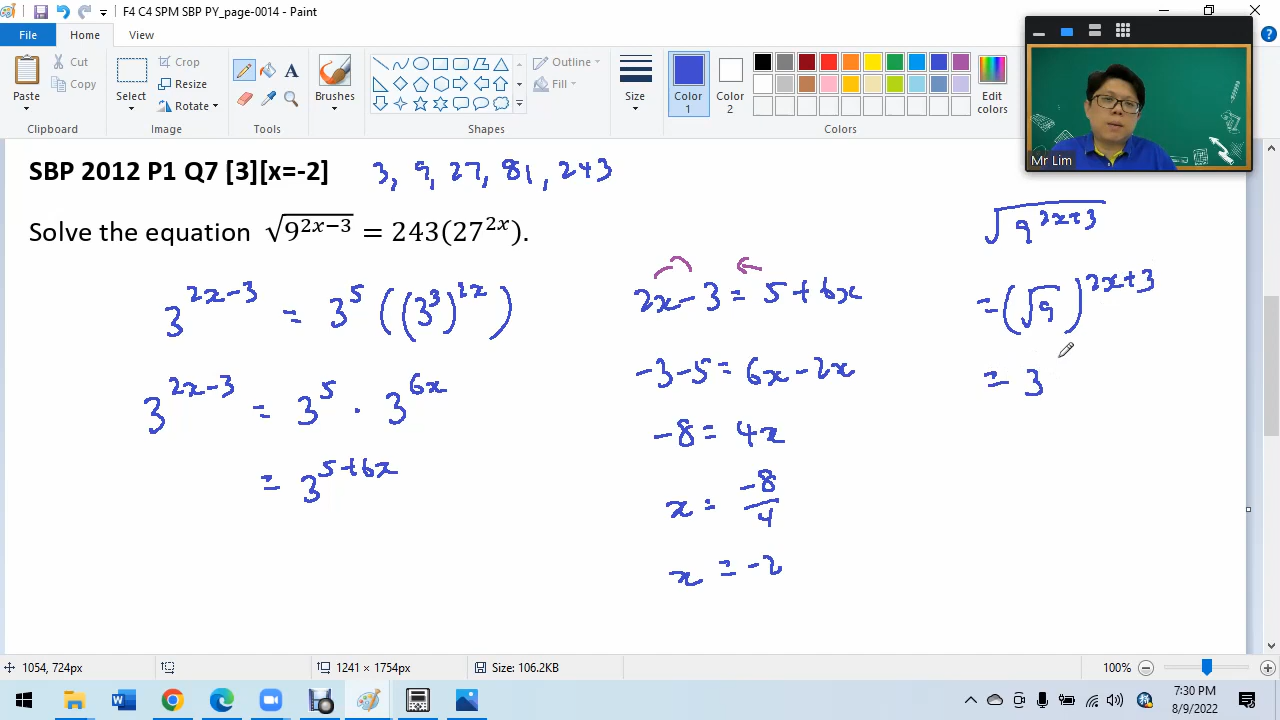 F4 C4 SPM SBP PY_page-0014 - Paint
File Home View
Paste Cut Copy Clipboard
Select Crop Resize Rotate Image
Tools
Brushes
Outline Fill Shapes
Size
Color 1 Color 2 Edit colors Colors
Mr Lim
SBP 2012 P1 Q7 [3][x=-2] 3, 9, 27, 81, 243
Solve the equation √(9^(2x−3)) = 243(27^(2x)).
3^(2x-3) = 3^5 ((3^3)^(2x))
3^(2x-3) = 3^5 · 3^(6x)
= 3^(5+6x)
2x - 3 = 5 + 6x
-3 - 5 = 6x - 2x
-8 = 4x
x = -8/4
x = -2
√(9^(2x+3))
= (√9)^(2x+3)
= 3
1054, 724px 1241 × 1754px Size: 106.2KB 100%
7:30 PM
8/9/2022